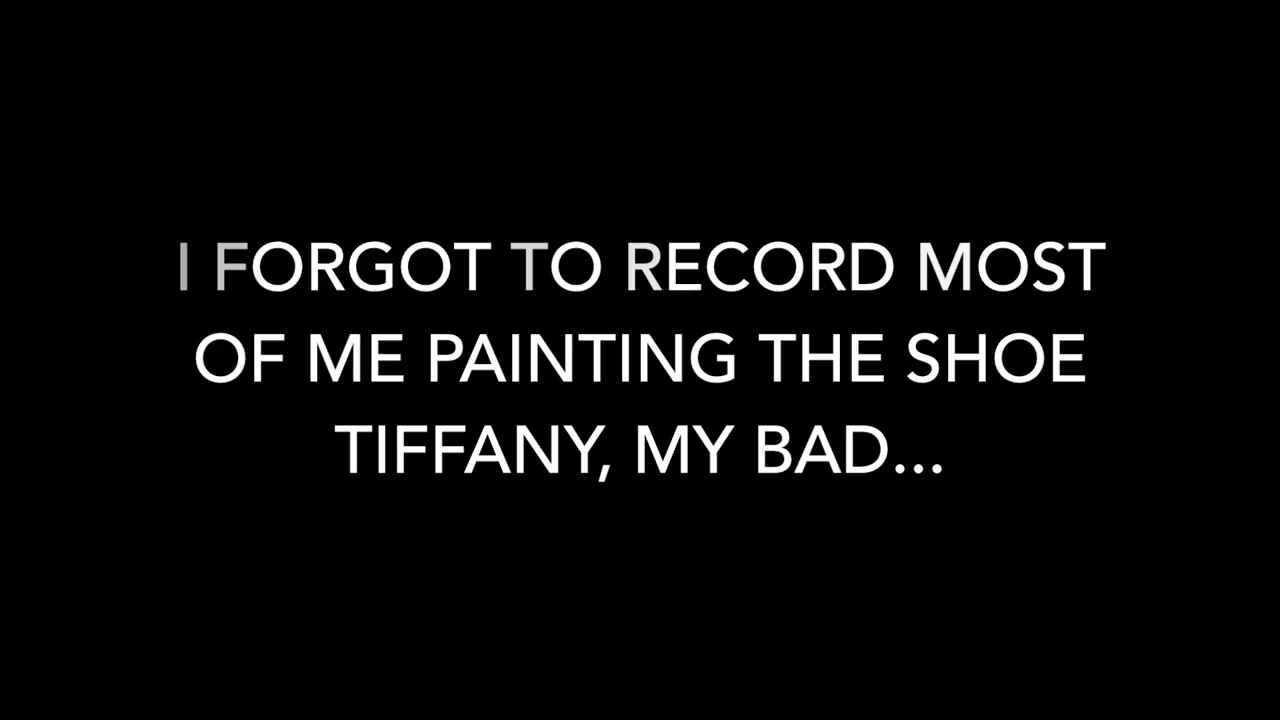 I FORGOT TO RECORD MOST
OF ME PAINTING THE SHOE
TIFFANY, MY BAD...